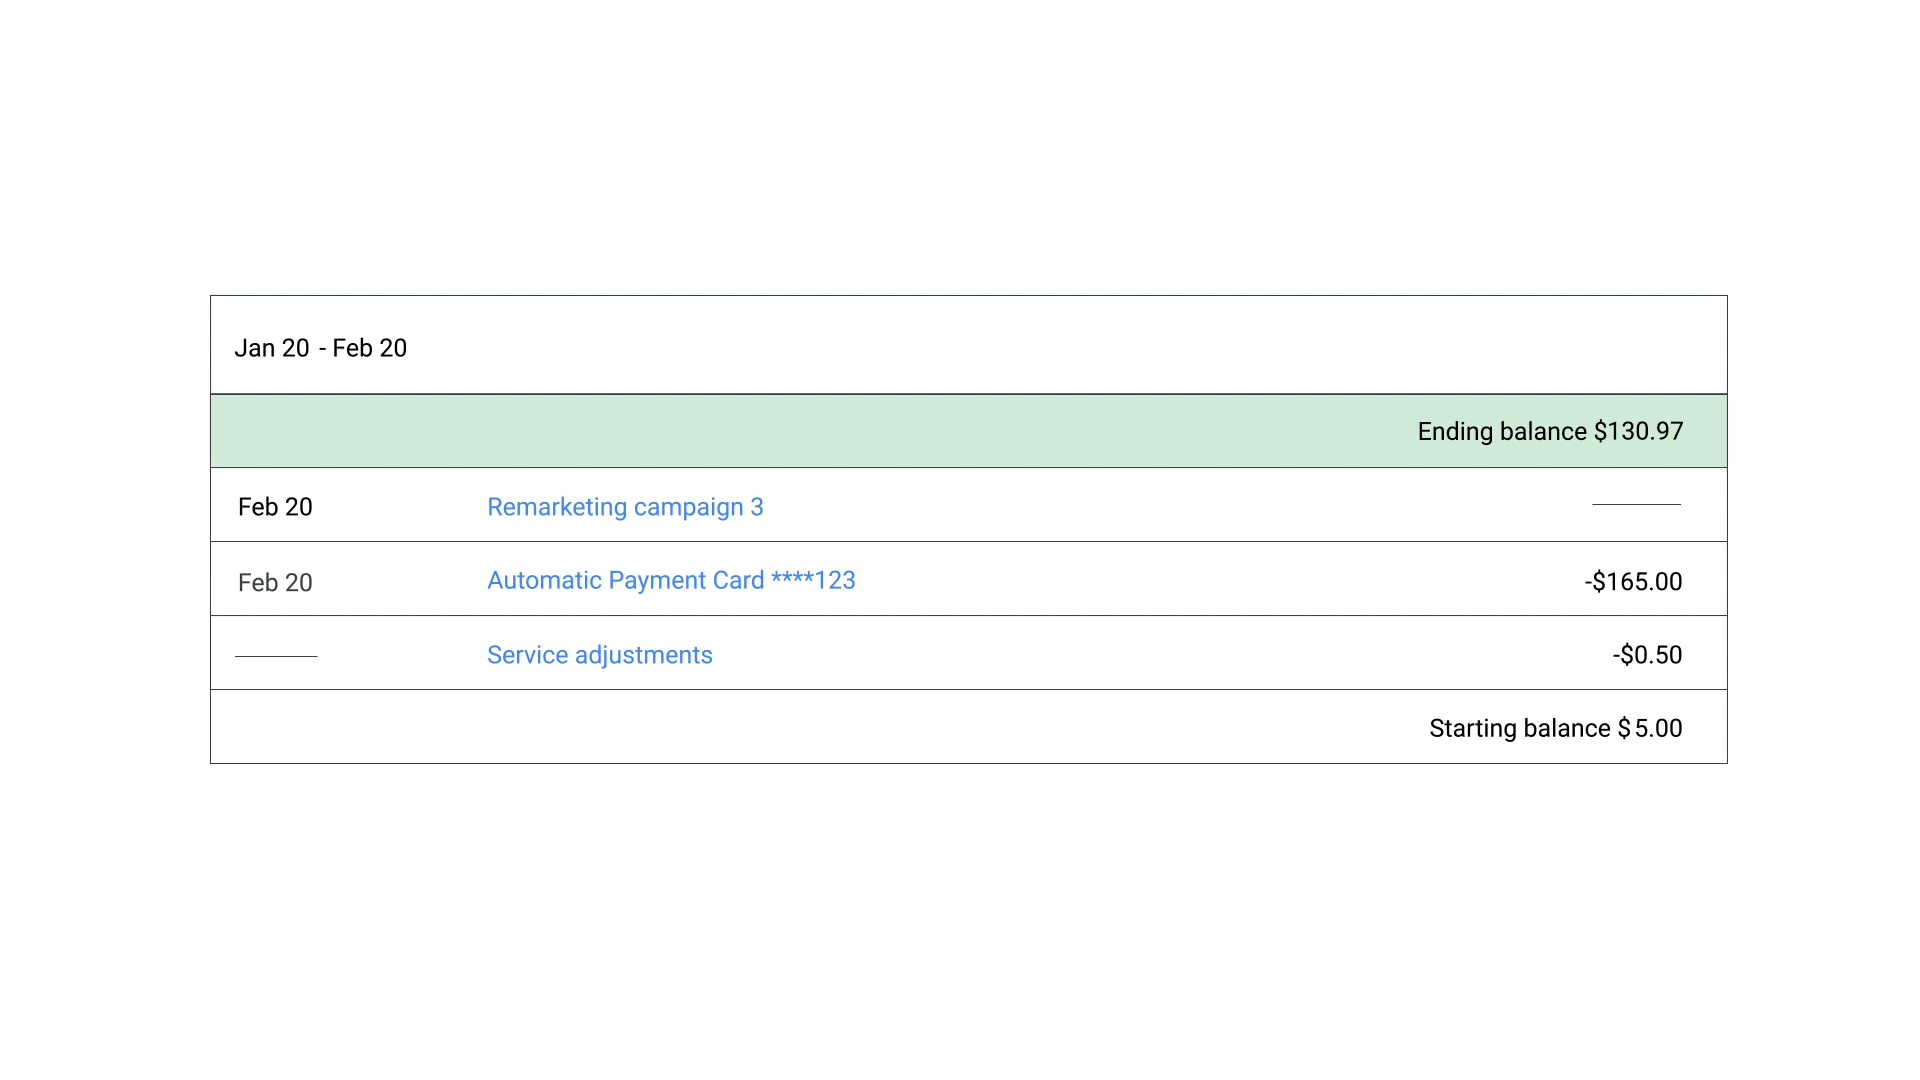 Jan 20 - Feb 20
Ending balance $130.97
Feb 20 Remarketing campaign 3
Feb 20 Automatic Payment Card ****123 -$165.00
Service adjustments -$0.50
Starting balance $5.00